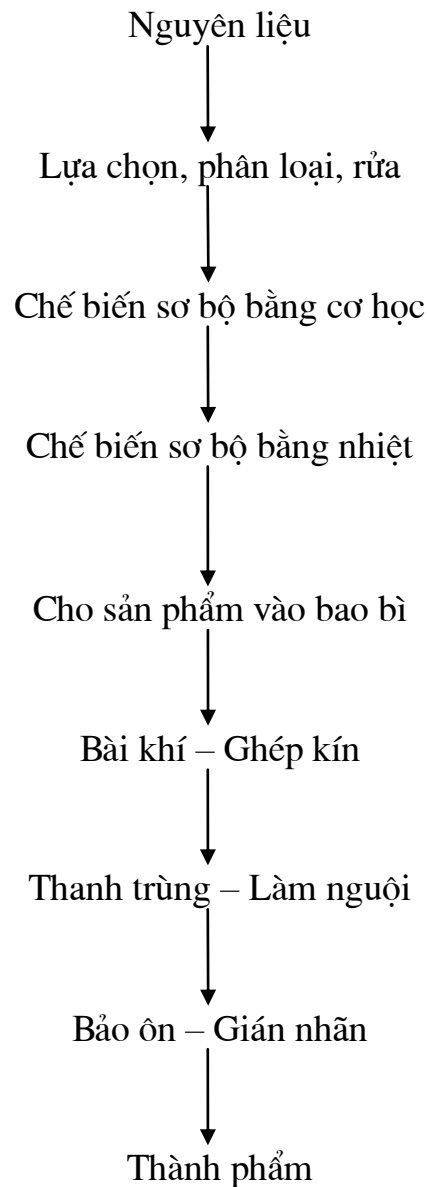 Nguyên liệu
Lựa chọn, phân loại, rửa
Chế biến sơ bộ bằng cơ học
Chế biến sơ bộ bằng nhiệt
Cho sản phẩm vào bao bì
Bài khí – Ghép kín
Thanh trùng – Làm nguội
Bảo ôn – Gián nhãn
Thành phẩm